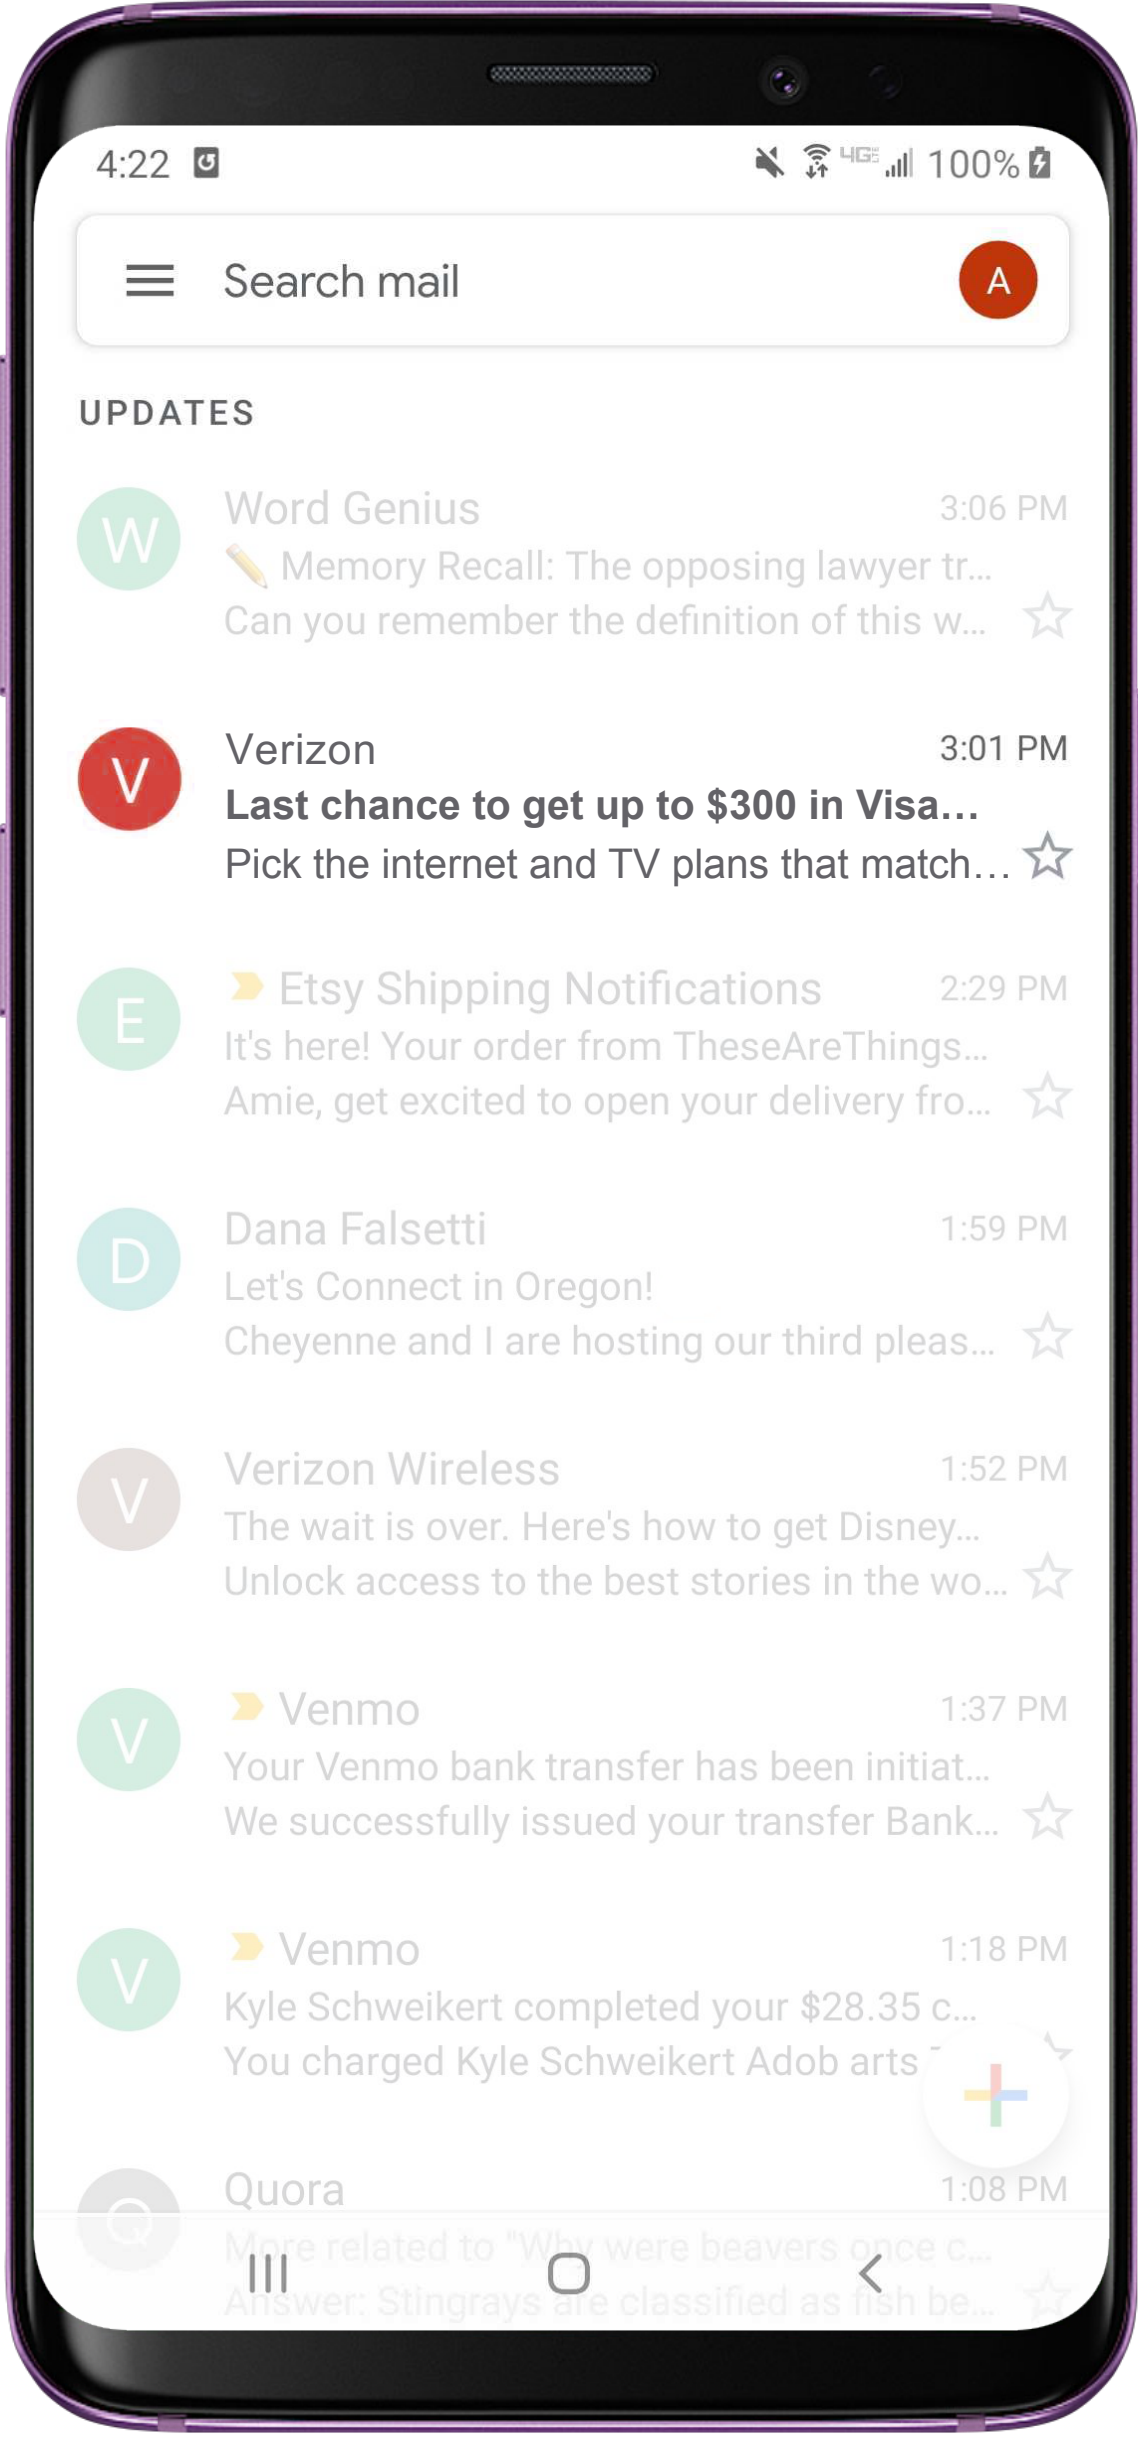 4:22 4GE 100%
Search mail
A
UPDATES
W
Word Genius 3:06 PM
Memory Recall: The opposing lawyer tr...
Can you remember the definition of this w...
V
Verizon 3:01 PM
Last chance to get up to $300 in Visa...
Pick the internet and TV plans that match...
E
Etsy Shipping Notifications 2:29 PM
It's here! Your order from TheseAreThings...
Amie, get excited to open your delivery fro...
D
Dana Falsetti 1:59 PM
Let's Connect in Oregon!
Cheyenne and I are hosting our third pleas...
V
Verizon Wireless 1:52 PM
The wait is over. Here's how to get Disney...
Unlock access to the best stories in the wo...
V
Venmo 1:37 PM
Your Venmo bank transfer has been initiat...
We successfully issued your transfer Bank...
V
Venmo 1:18 PM
Kyle Schweikert completed your $28.35 c...
You charged Kyle Schweikert Adob arts
Q
Quora 1:08 PM
More related to "Why were beavers once c...
Answer: Stingrays are classified as fish be...